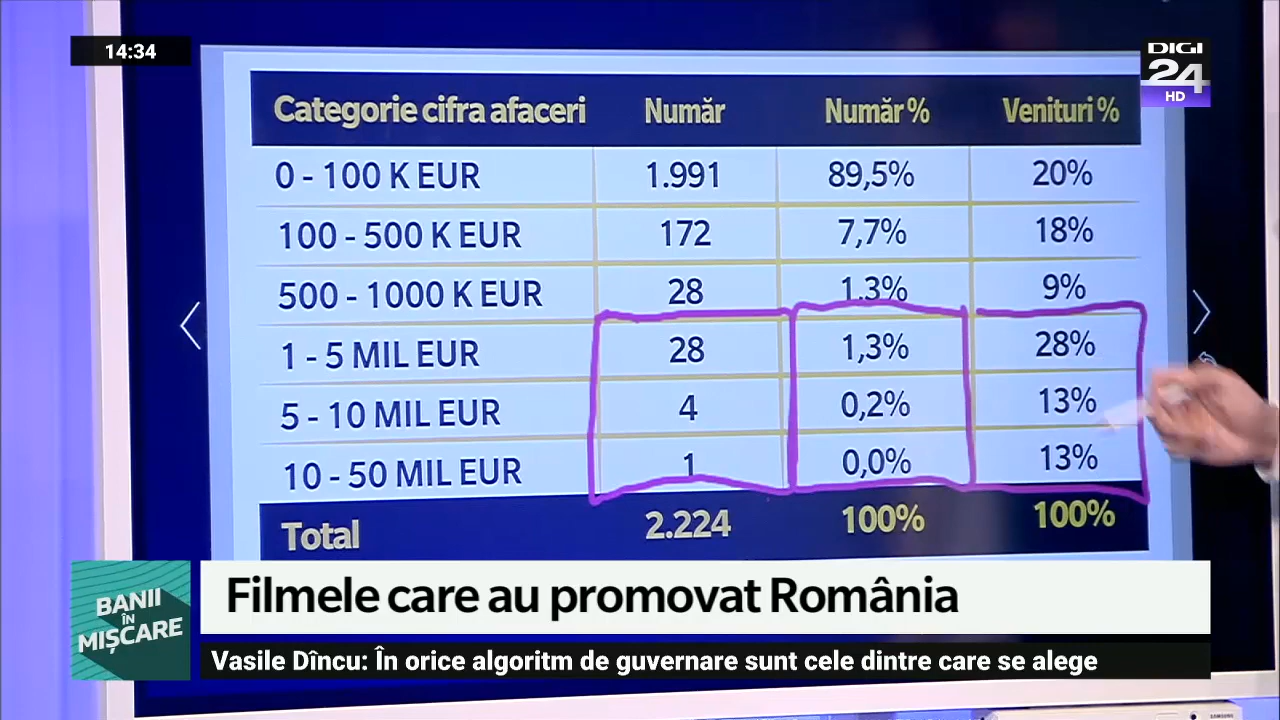 14:34
DIGI
24
HD
Categorie cifra afaceri Număr Număr % Venituri %
0 - 100 K EUR 1.991 89,5% 20%
100 - 500 K EUR 172 7,7% 18%
500 - 1000 K EUR 28 1.3% 9%
1 - 5 MIL EUR 28 1,3% 28%
5 - 10 MIL EUR 4 0,2% 13%
10 - 50 MIL EUR 1 0,0% 13%
Total 2.224 100% 100%
BANII
ÎN
MIȘCARE
Filmele care au promovat România
Vasile Dîncu: În orice algoritm de guvernare sunt cele dintre care se alege
SAMSUNG